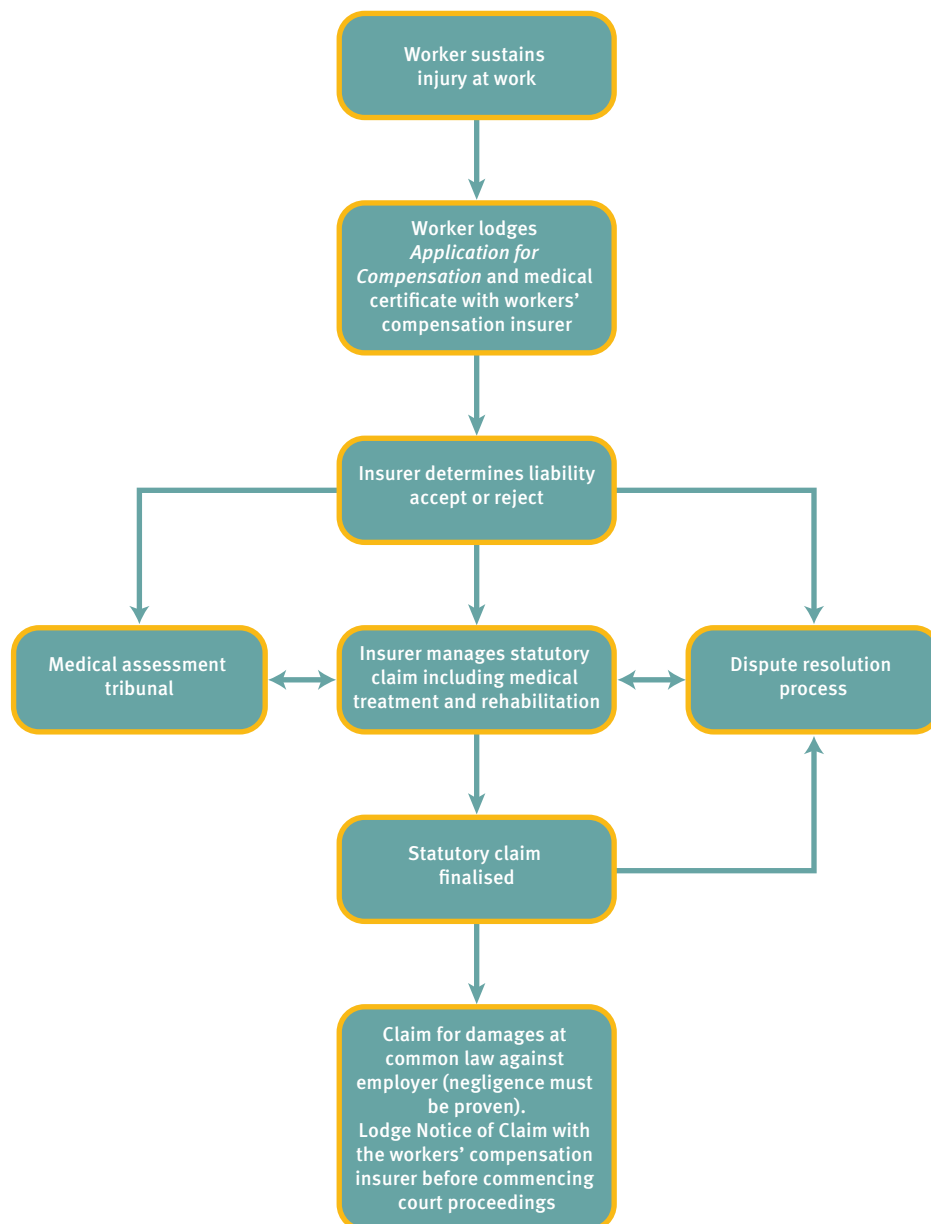 Worker sustains
injury at work
Worker lodges
Application for
Compensation and medical
certificate with workers’
compensation insurer
Insurer determines liability
accept or reject
Medical assessment
tribunal
Insurer manages statutory
claim including medical
treatment and rehabilitation
Dispute resolution
process
Statutory claim
finalised
Claim for damages at
common law against
employer (negligence must
be proven).
Lodge Notice of Claim with
the workers’ compensation
insurer before commencing
court proceedings